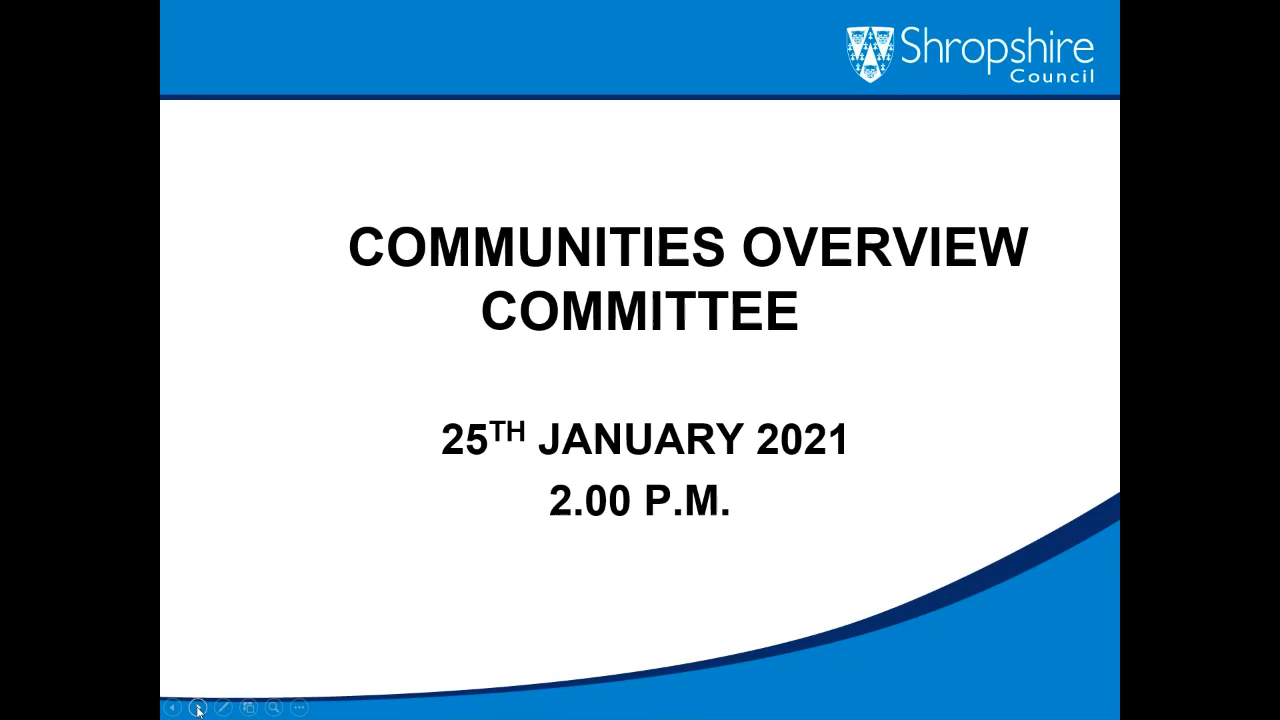 Shropshire
Council
COMMUNITIES OVERVIEW
COMMITTEE
25TH JANUARY 2021
2.00 P.M.